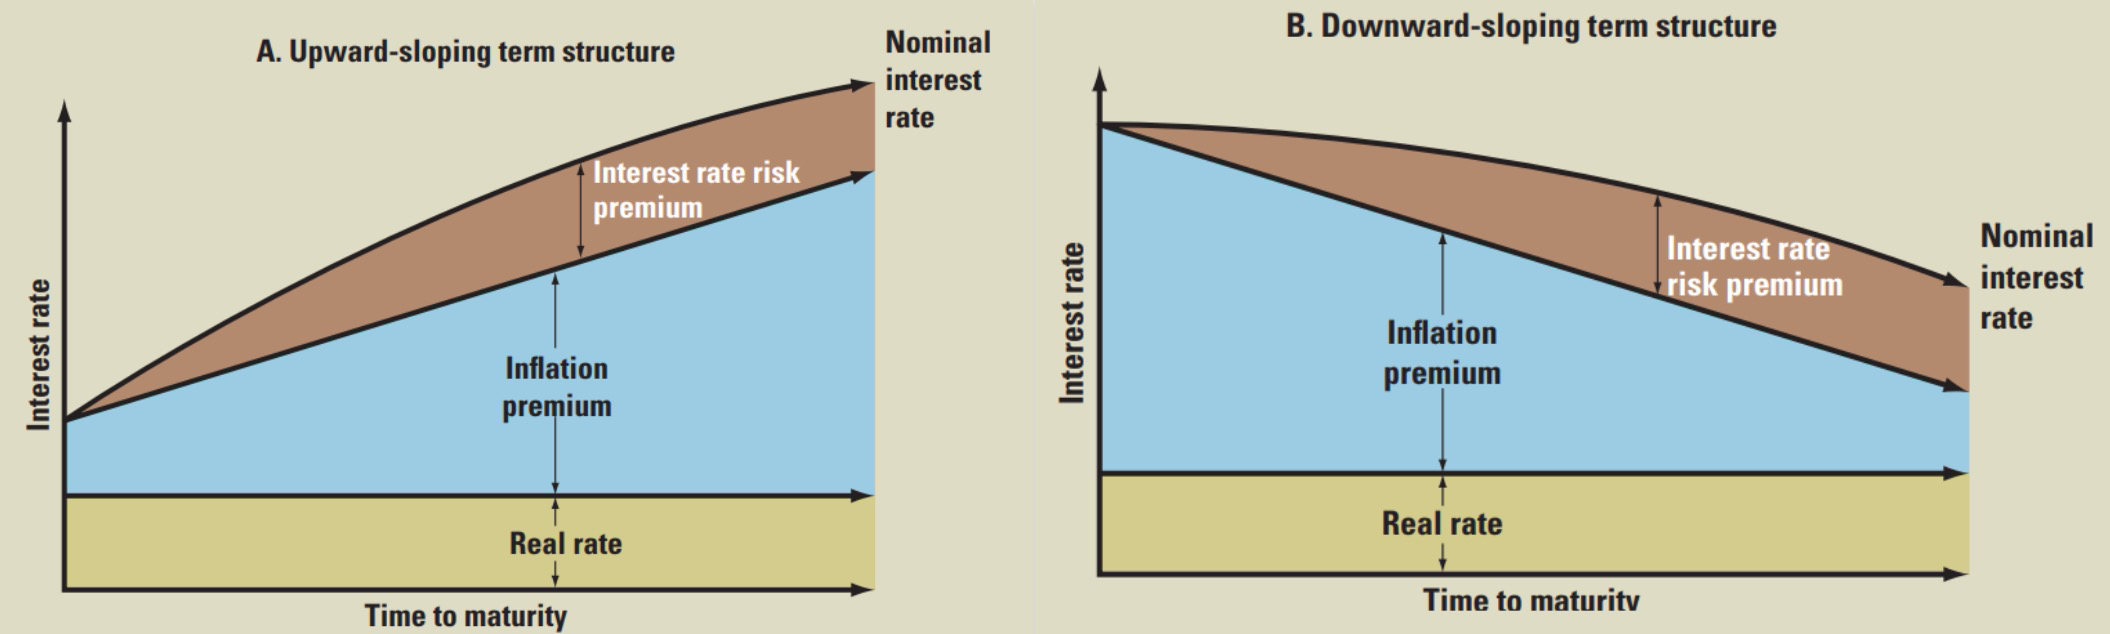 A. Upward-sloping term structure
Nominal
interest
rate
Interest rate risk
premium
Inflation
premium
Real rate
Interest rate
Time to maturity
B. Downward-sloping term structure
Nominal
interest
rate
Interest rate
risk premium
Inflation
premium
Real rate
Interest rate
Time to maturity